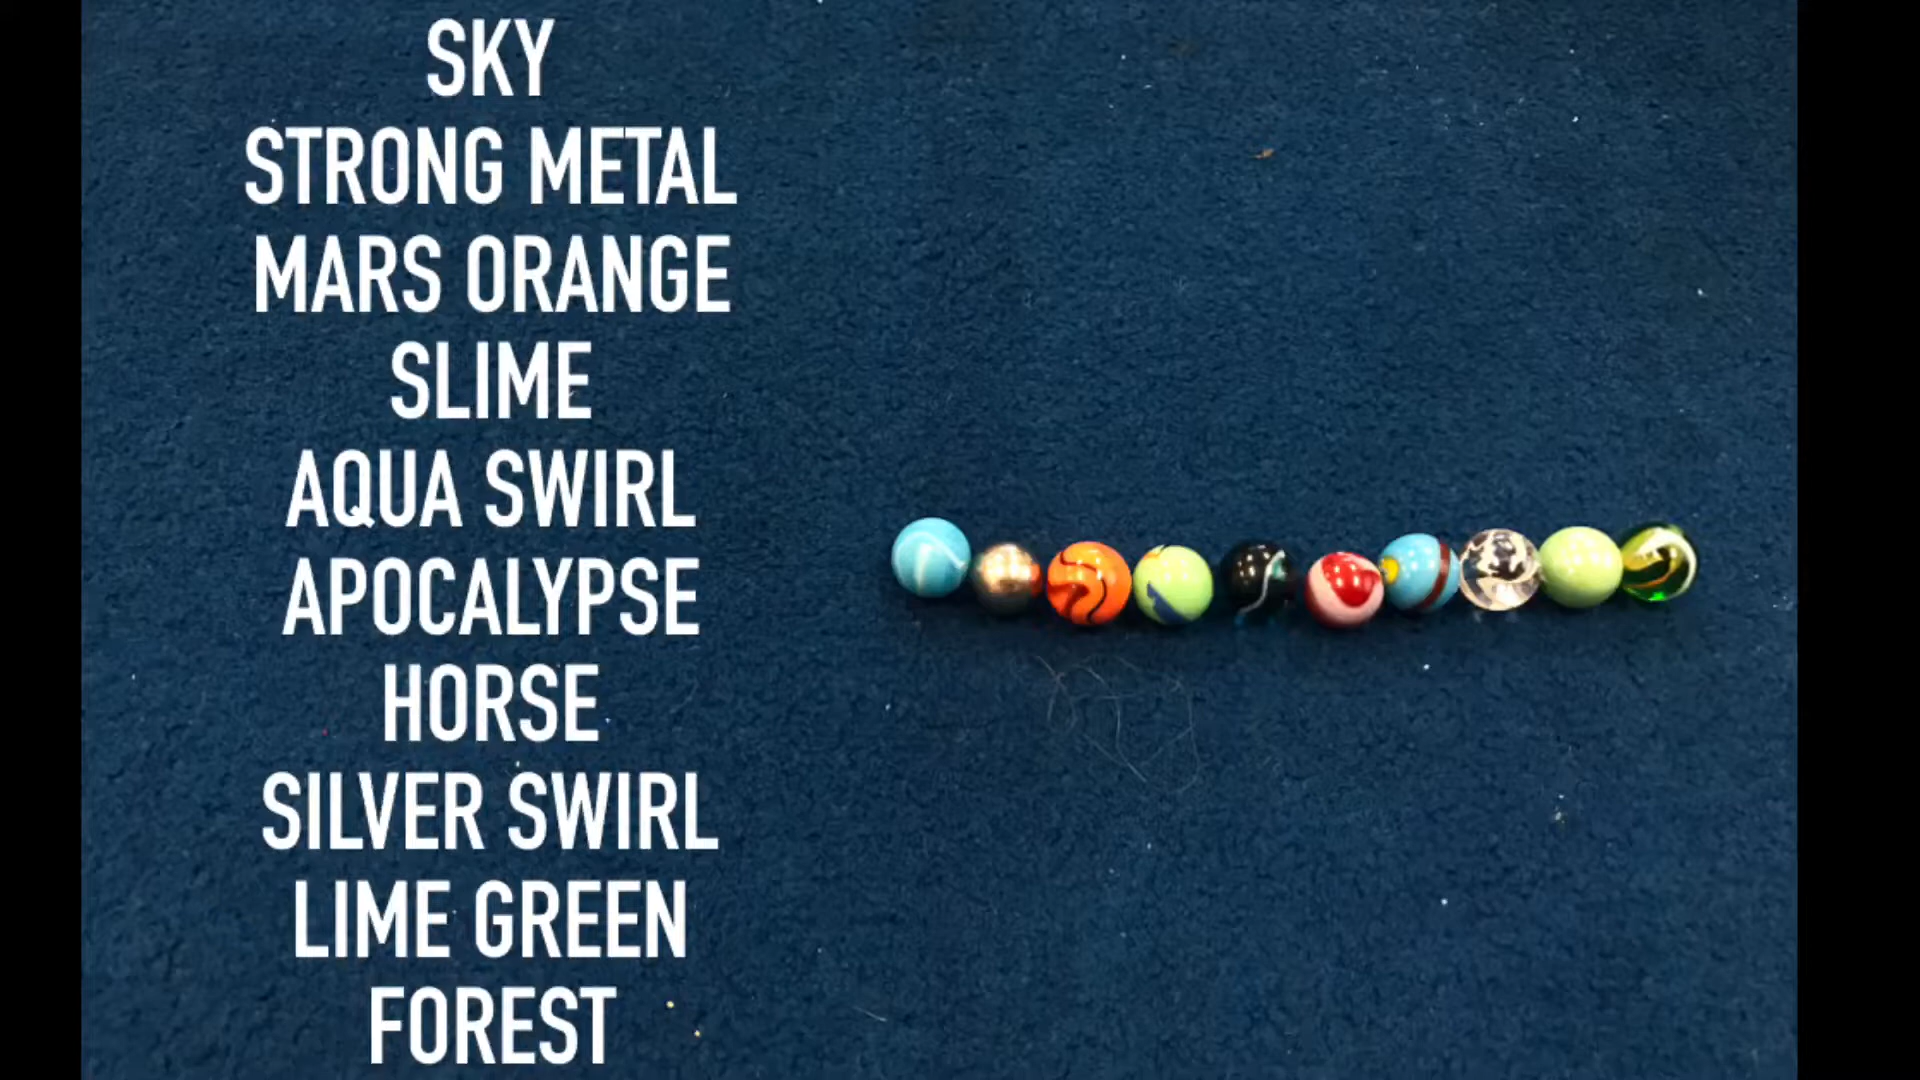 SKY
STRONG METAL
MARS ORANGE
SLIME
AQUA SWIRL
APOCALYPSE
HORSE
SILVER SWIRL
LIME GREEN
FOREST